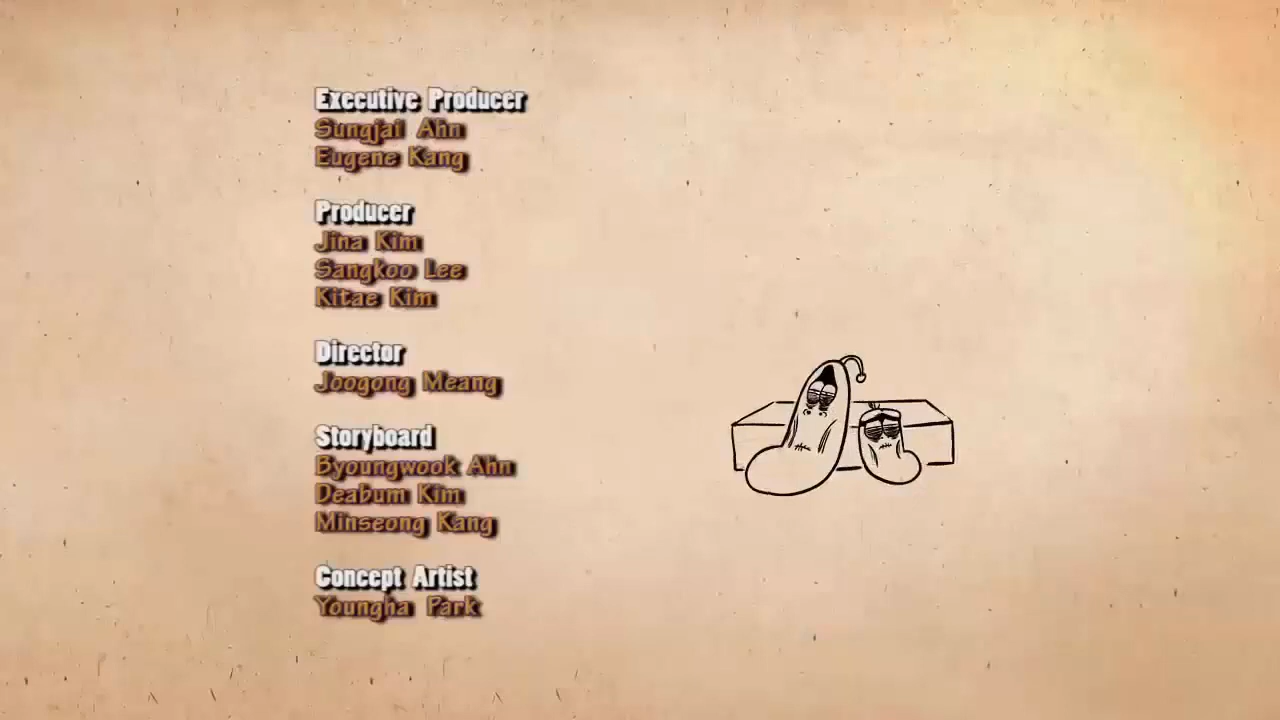 Executive Producer
Sungjai Ahn
Eugene Kang
Producer
Jina Kim
Sangkoo Lee
Kitae Kim
Director
Joogong Meang
Storyboard
Byoungwook Ahn
Deabum Kim
Minseong Kang
Concept Artist
Youngha Park